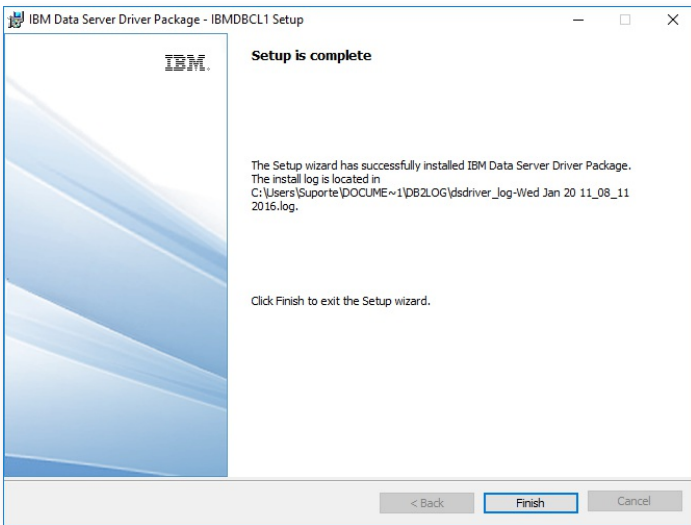 IBM Data Server Driver Package - IBMDBCL1 Setup
IBM.
Setup is complete
The Setup wizard has successfully installed IBM Data Server Driver Package.
The install log is located in
C:\Users\Suporte\DOCUME~1\DB2LOG\dsdriver_log-Wed Jan 20 11_08_11
2016.log.
Click Finish to exit the Setup wizard.
< Back
Finish
Cancel